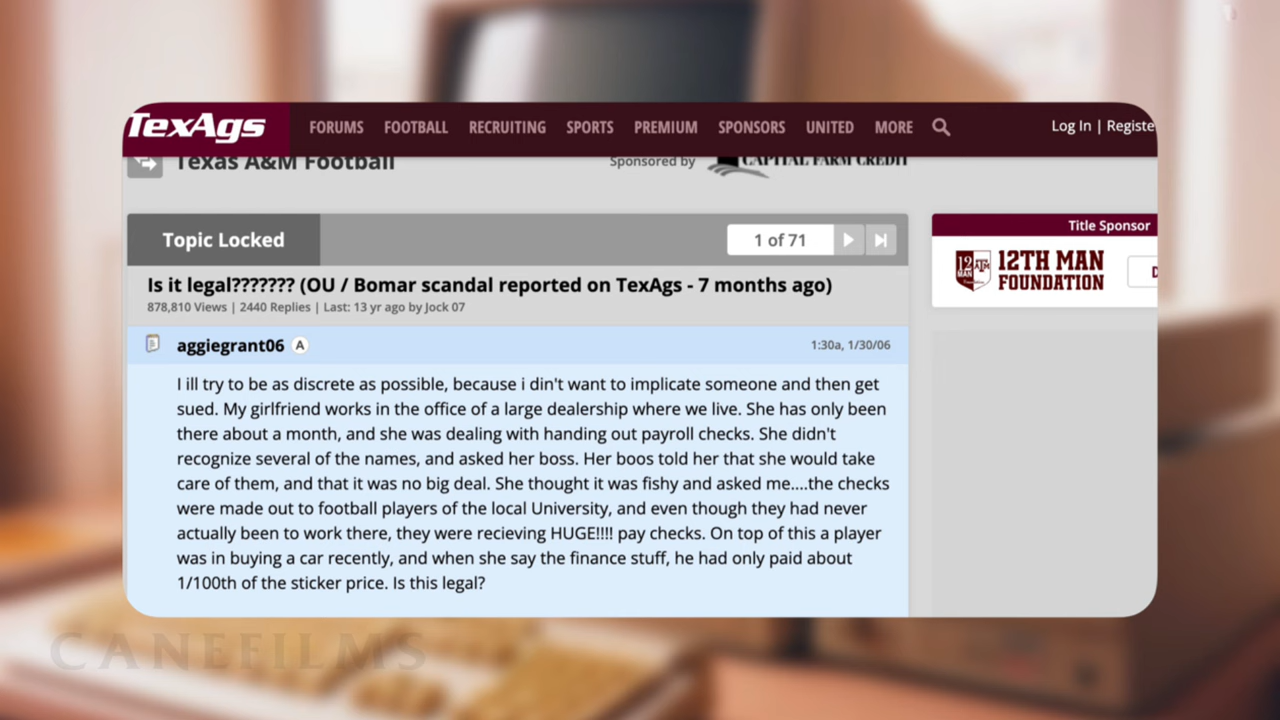 TexAgs
FORUMS FOOTBALL RECRUITING SPORTS PREMIUM SPONSORS UNITED MORE
Log In | Registe
Texas A&M Football
Sponsored by CAPITAL FARM CREDIT
Topic Locked
1 of 71
Title Sponsor
12TH MAN
FOUNDATION
Is it legal??????? (OU / Bomar scandal reported on TexAgs - 7 months ago)
878,810 Views | 2440 Replies | Last: 13 yr ago by Jock 07
aggiegrant06 A
1:30a, 1/30/06
I ill try to be as discrete as possible, because i din't want to implicate someone and then get
sued. My girlfriend works in the office of a large dealership where we live. She has only been
there about a month, and she was dealing with handing out payroll checks. She didn't
recognize several of the names, and asked her boss. Her boos told her that she would take
care of them, and that it was no big deal. She thought it was fishy and asked me....the checks
were made out to football players of the local University, and even though they had never
actually been to work there, they were recieving HUGE!!!! pay checks. On top of this a player
was in buying a car recently, and when she say the finance stuff, he had only paid about
1/100th of the sticker price. Is this legal?
CANEFILMS